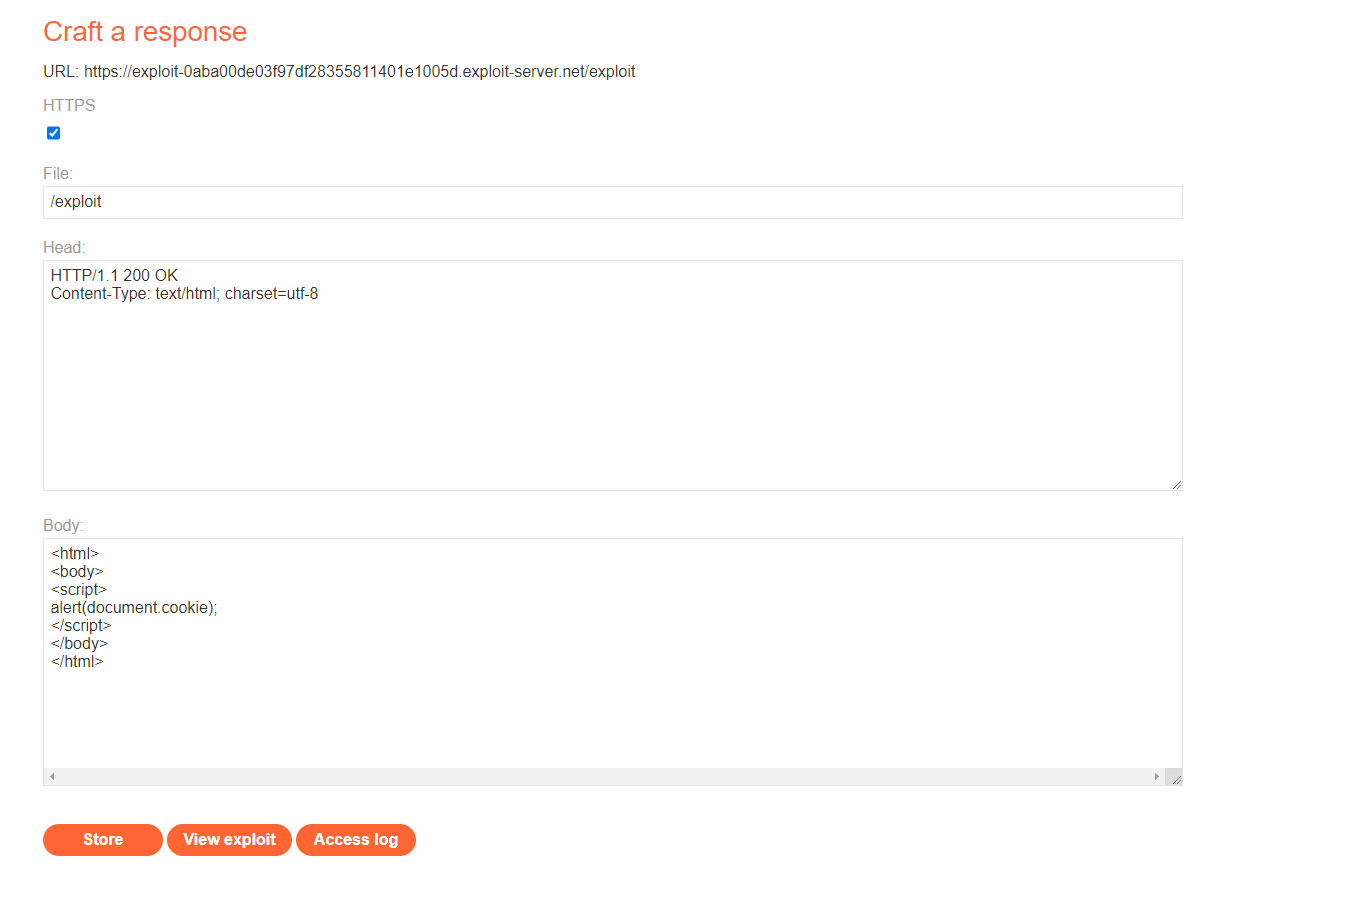 Craft a response
URL: https://exploit-0aba00de03f97df28355811401e1005d.exploit-server.net/exploit
HTTPS
File:
/exploit
Head:
HTTP/1.1 200 OK
Content-Type: text/html; charset=utf-8
Body:
<html>
<body>
<script>
alert(document.cookie);
</script>
</body>
</html>
Store View exploit Access log